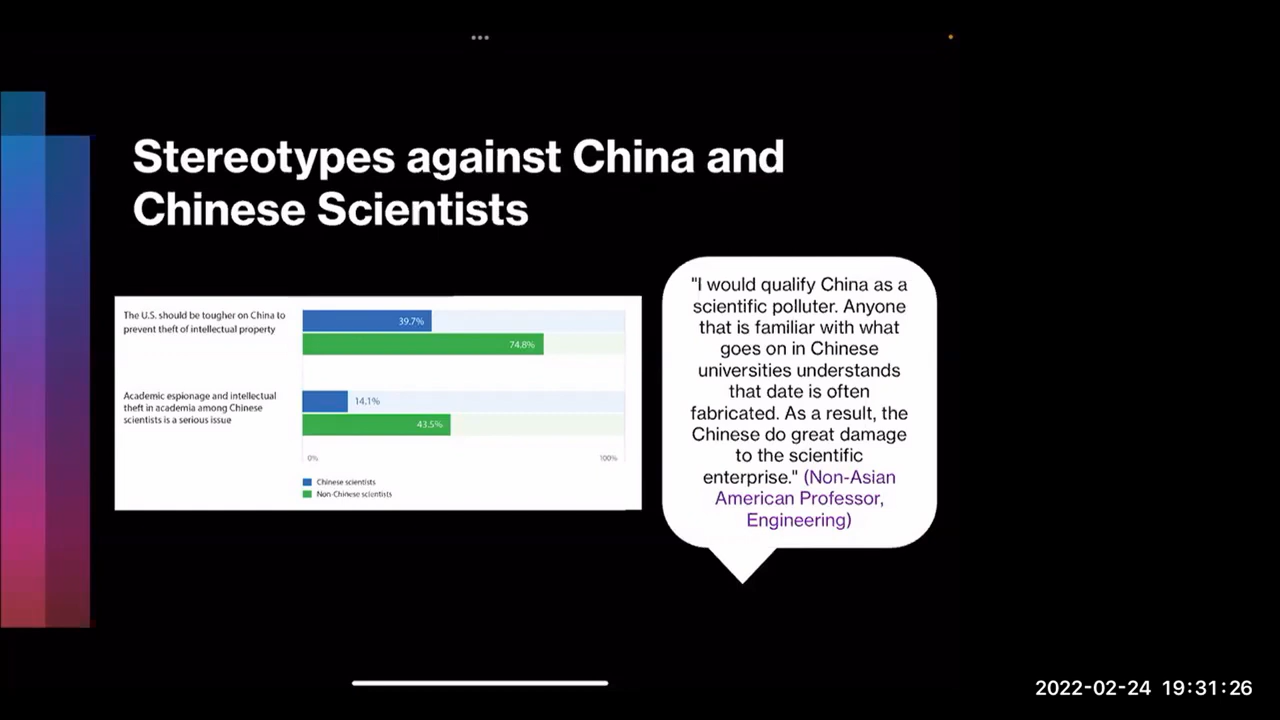 Stereotypes against China and
Chinese Scientists
The U.S. should be tougher on China to
prevent theft of intellectual property
39.7%
74.8%
Academic espionage and intellectual
theft in academia among Chinese
scientists is a serious issue
14.1%
43.5%
0%
100%
Chinese scientists
Non-Chinese scientists
"I would qualify China as a
scientific polluter. Anyone
that is familiar with what
goes on in Chinese
universities understands
that date is often
fabricated. As a result, the
Chinese do great damage
to the scientific
enterprise." (Non-Asian
American Professor,
Engineering)
2022-02-24 19:31:26